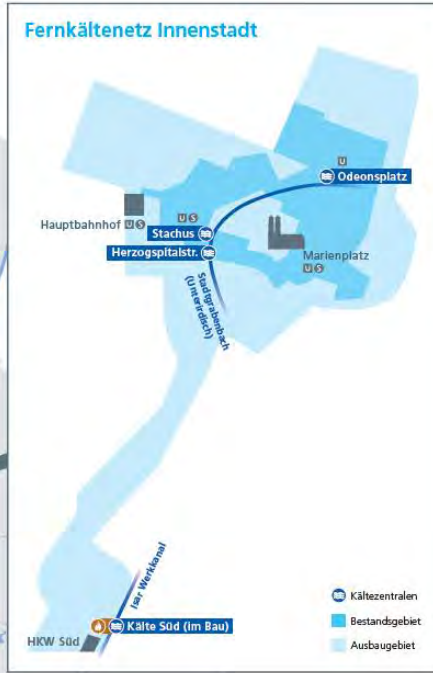 Fernkältenetz Innenstadt
U
Odeonsplatz
Hauptbahnhof U S
U S
Stachus
Herzogspitalstr.
Marienplatz
U S
Stadtgrabenbach
(Unterirdisch)
Isar Werkkanal
Kälte Süd (im Bau)
HKW Süd
Kältezentralen
Bestandsgebiet
Ausbaugebiet